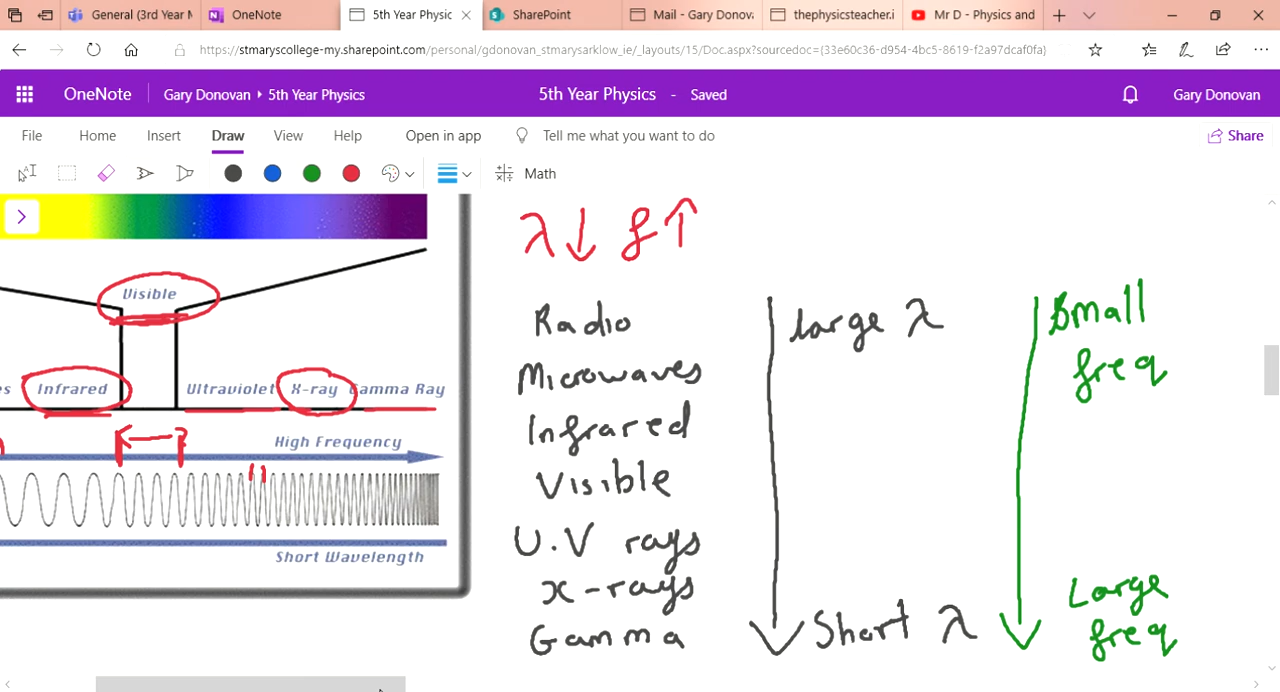 General (3rd Year M
OneNote
5th Year Physic
SharePoint
Mail - Gary Donova
thephysicsteacher.i
Mr D - Physics and
https://stmaryscollege-my.sharepoint.com/personal/gdonovan_stmarysarklow_ie/_layouts/15/Doc.aspx?sourcedoc={33e60c36-d954-4bc5-8619-f2a97dcaf0fa}
OneNote
Gary Donovan › 5th Year Physics
5th Year Physics - Saved
Gary Donovan
File
Home
Insert
Draw
View
Help
Open in app
Tell me what you want to do
Share
Math
λ↓ f↑
Visible
Infrared
Ultraviolet
X-ray
Gamma Ray
High Frequency
Short Wavelength
Radio
Microwaves
Infrared
Visible
U.V rays
x-rays
Gamma
large λ
Short λ
Small
freq
Large
freq